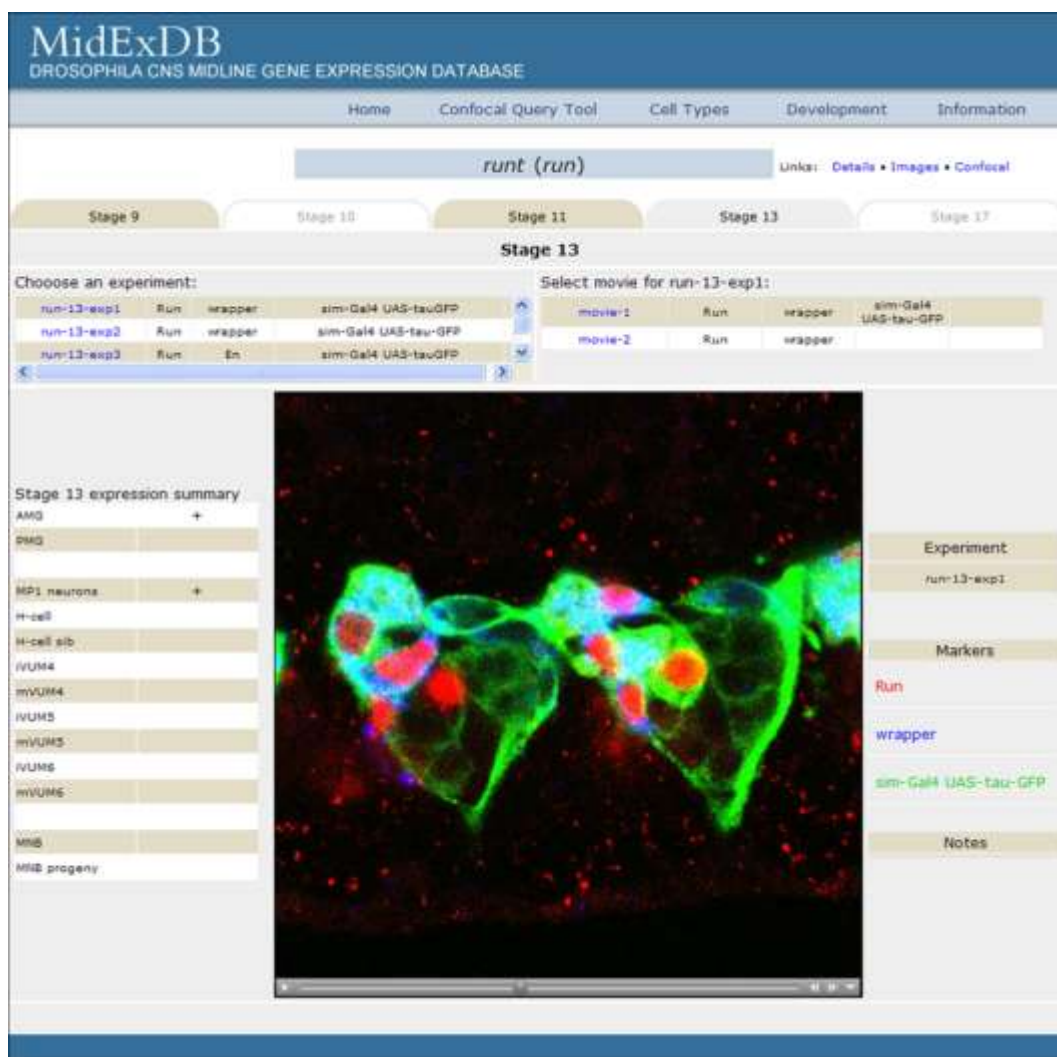 MidExDB
DROSOPHILA CNS MIDLINE GENE EXPRESSION DATABASE
Home Confocal Query Tool Cell Types Development Information
runt (run)
Links: Details • Images • Confocal
Stage 9 Stage 10 Stage 11 Stage 13 Stage 17
Stage 13
Chooose an experiment:
run-13-exp1 Run wrapper sim-Gal4 UAS-tauGFP
run-13-exp2 Run wrapper sim-Gal4 UAS-tauGFP
run-13-exp3 Run En sim-Gal4 UAS-tauGFP
Select movie for run-13-exp1:
movie-1 Run wrapper sim-Gal4
UAS-tau-GFP
movie-2 Run wrapper
Stage 13 expression summary
AMG +
PMG
MP1 neurons +
H-cell
H-cell sib
iVUM4
mVUM4
iVUM5
mVUM5
iVUM6
mVUM6
MNB
MNB progeny
Experiment
run-13-exp1
Markers
Run
wrapper
sim-Gal4 UAS-tau-GFP
Notes